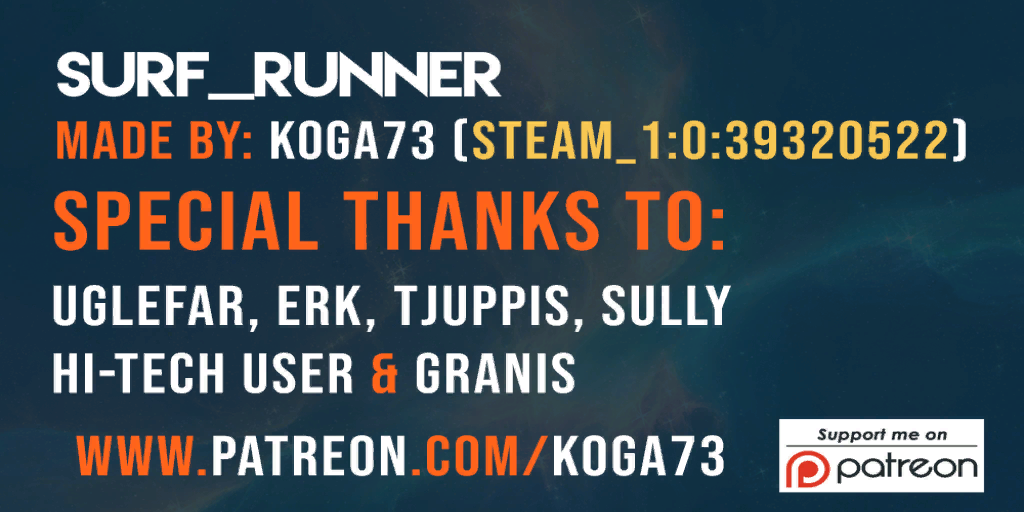 SURF_RUNNER
MADE BY: KOGA73 (STEAM_1:0:39320522)
SPECIAL THANKS TO:
UGLEFAR, ERK, TJUPPIS, SULLY
HI-TECH USER & GRANIS
WWW.PATREON.COM/KOGA73
Support me on
patreon